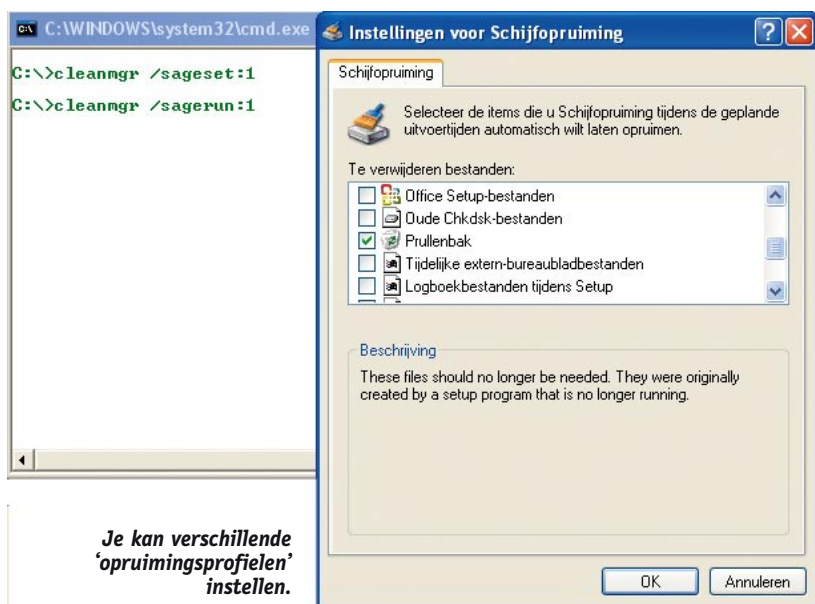 C:\WINDOWS\system32\cmd.exe
C:\>cleanmgr /sageset:1
C:\>cleanmgr /sagerun:1
Je kan verschillende
‘opruimingsprofielen’
instellen.
Instellingen voor Schijfopruiming
Schijfopruiming
Selecteer de items die u Schijfopruiming tijdens de geplande
uitvoertijden automatisch wilt laten opruimen.
Te verwijderen bestanden:
Office Setup-bestanden
Oude Chkdsk-bestanden
Prullenbak
Tijdelijke extern-bureaubladbestanden
Logboekbestanden tijdens Setup
Beschrijving
These files should no longer be needed. They were originally
created by a setup program that is no longer running.
OK
Annuleren